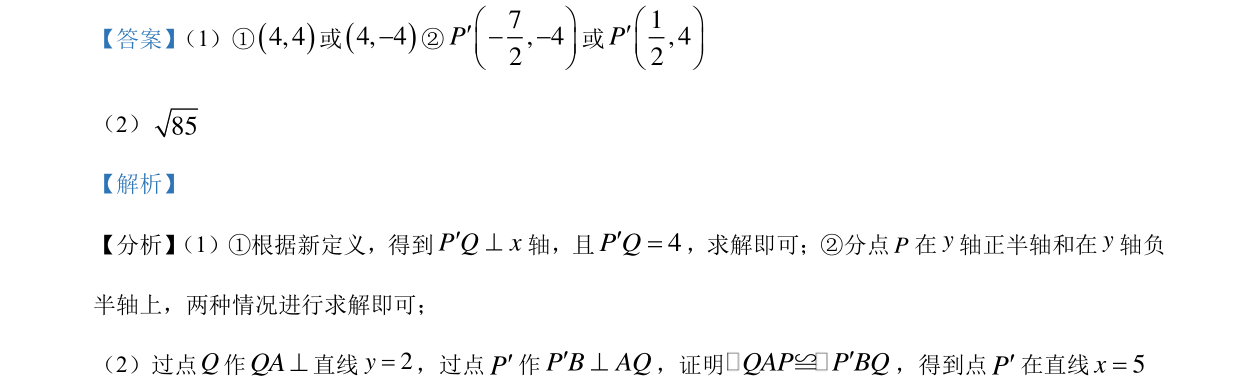 【答案】（1）①(4,4)或(4,−4)②P′(−7/2,−4)或P′(1/2,4)
（2）√85
【解析】
【分析】（1）①根据新定义，得到P′Q⊥x轴，且P′Q=4，求解即可；②分点P在y轴正半轴和在y轴负
半轴上，两种情况进行求解即可；
（2）过点Q作QA⊥直线y=2，过点P′作P′B⊥AQ，证明□QAP≌□P′BQ，得到点P′在直线x=5